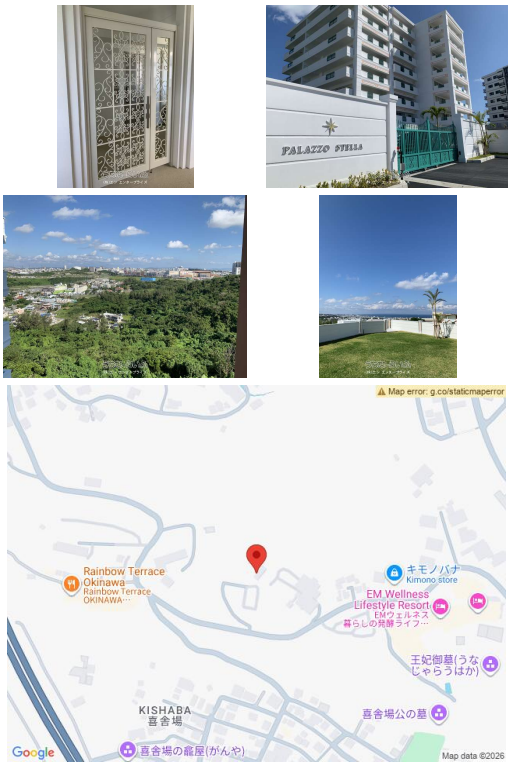 PALAZZO STELLA
Map error: g.co/staticmaperror
Rainbow Terrace
Okinawa
Rainbow Terrace
OKINAWA…
キモノバナ
Kimono store
EM Wellness
Lifestyle Resort
EMウェルネス
暮らしの発酵ライフ…
王妃御墓(うな
じゃらうはか)
KISHABA
喜舎場
喜舎場公の墓
喜舎場の龕屋(がんや)
Google
Map data ©2026